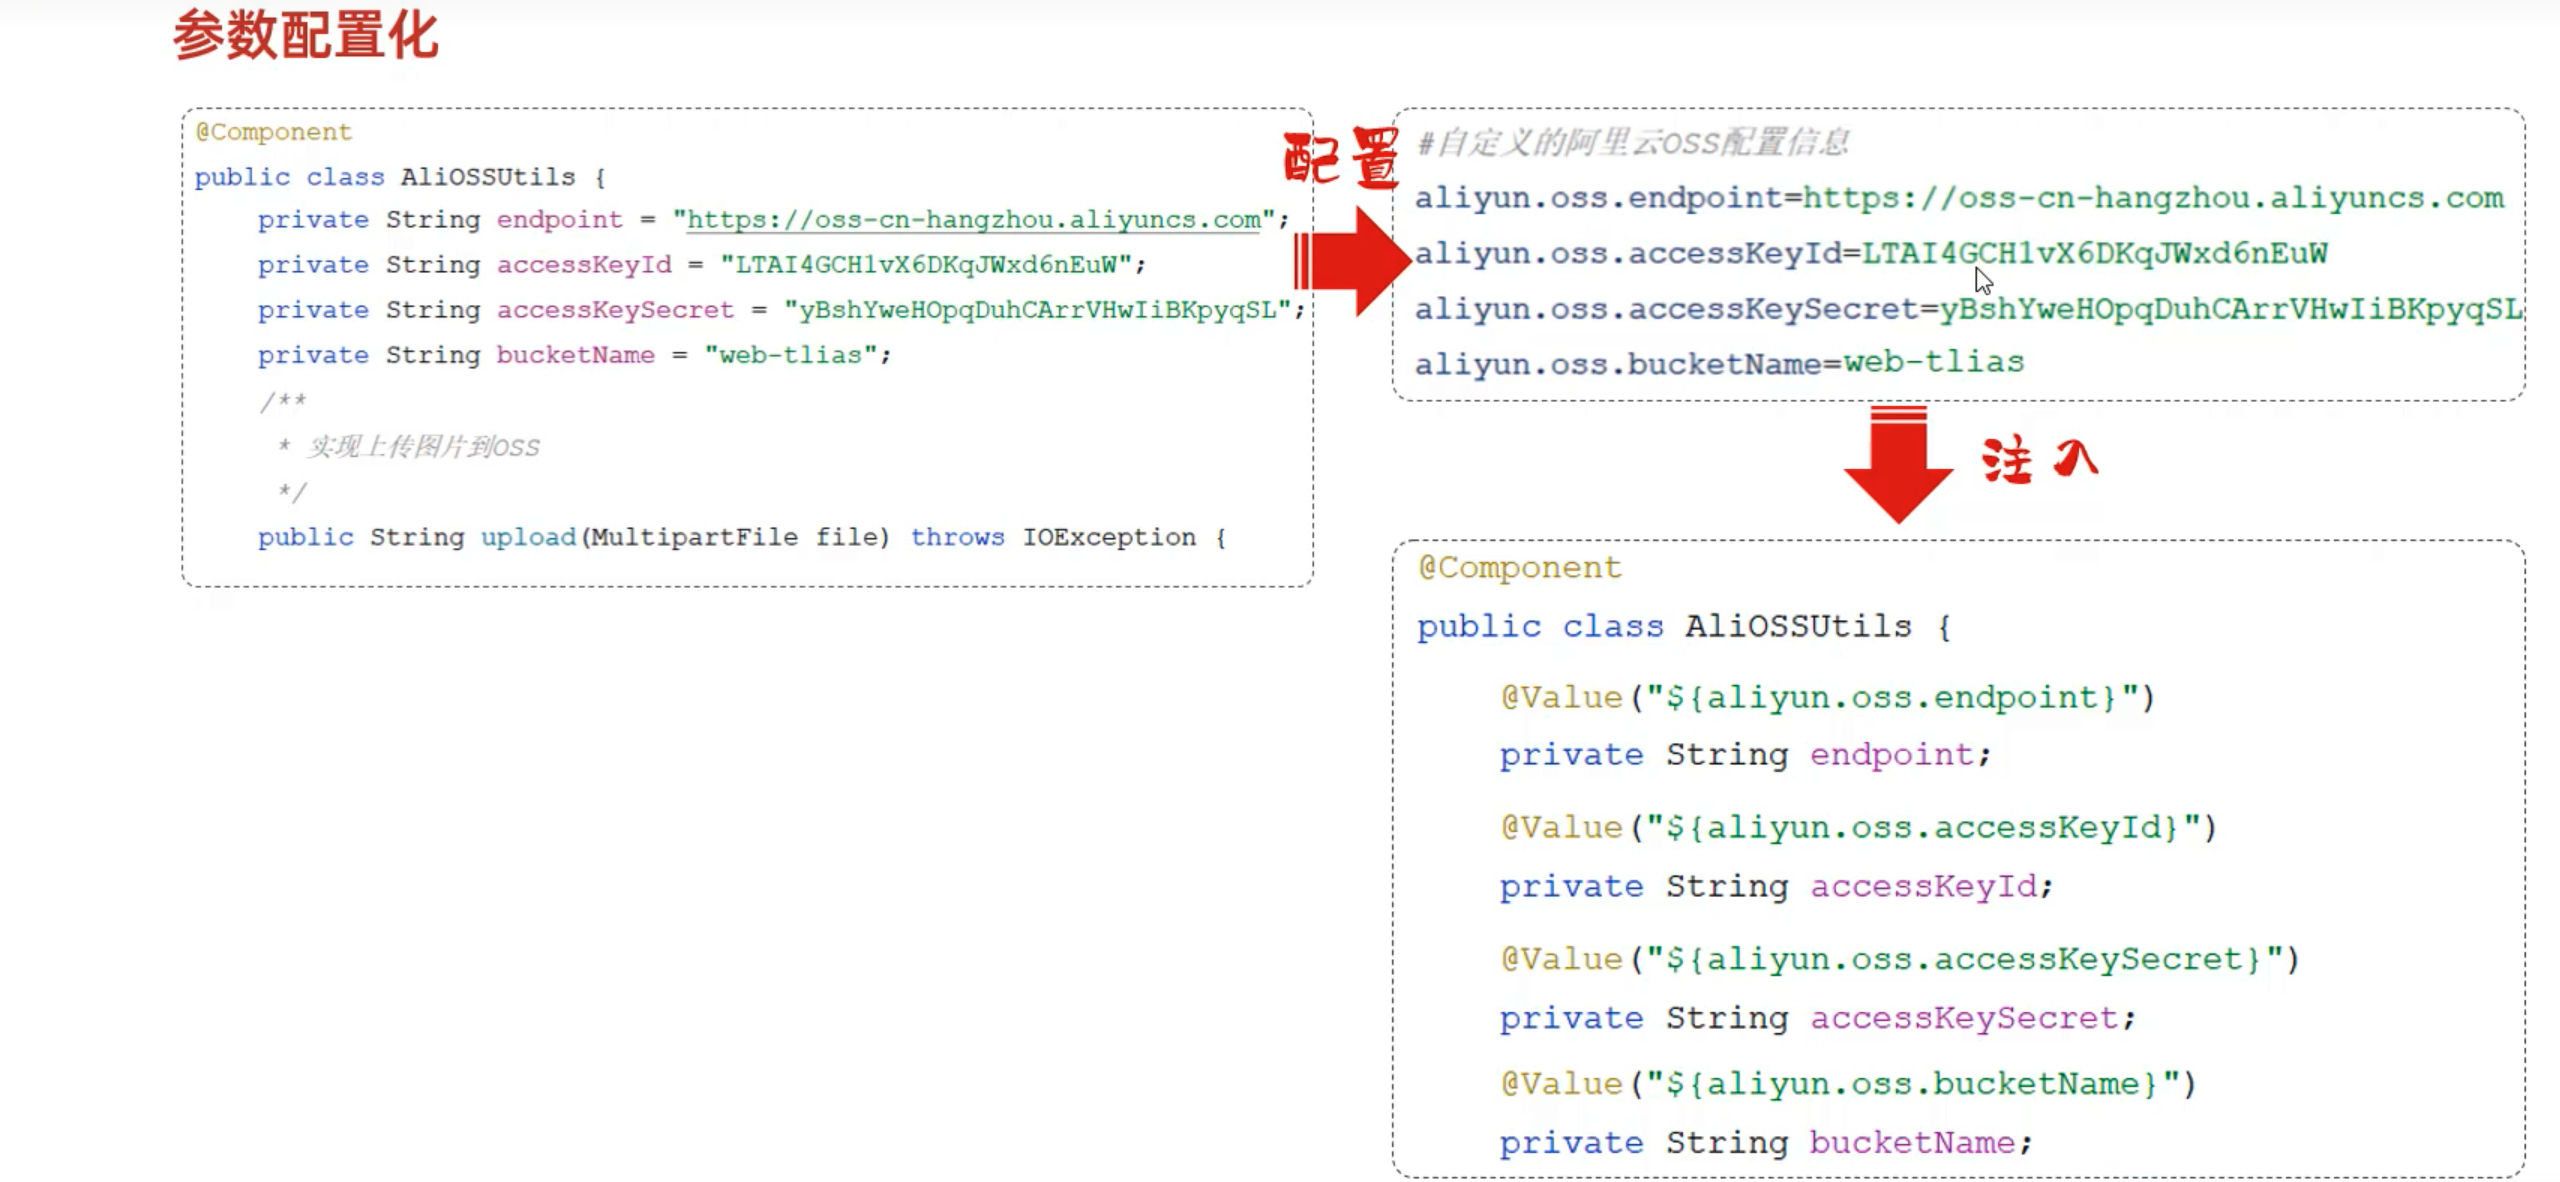 参数配置化
@Component
public class AliOSSUtils {
private String endpoint = "https://oss-cn-hangzhou.aliyuncs.com";
private String accessKeyId = "LTAI4GCH1vX6DKqJWxd6nEuW";
private String accessKeySecret = "yBshYweHOpqDuhCArrVHwIiBKpyqSL";
private String bucketName = "web-tlias";
/**
* 实现上传图片到OSS
*/
public String upload(MultipartFile file) throws IOException {
配置
#自定义的阿里云OSS配置信息
aliyun.oss.endpoint=https://oss-cn-hangzhou.aliyuncs.com
aliyun.oss.accessKeyId=LTAI4GCH1vX6DKqJWxd6nEuW
aliyun.oss.accessKeySecret=yBshYweHOpqDuhCArrVHwIiBKpyqSL
aliyun.oss.bucketName=web-tlias
注入
@Component
public class AliOSSUtils {
@Value("${aliyun.oss.endpoint}")
private String endpoint;
@Value("${aliyun.oss.accessKeyId}")
private String accessKeyId;
@Value("${aliyun.oss.accessKeySecret}")
private String accessKeySecret;
@Value("${aliyun.oss.bucketName}")
private String bucketName;